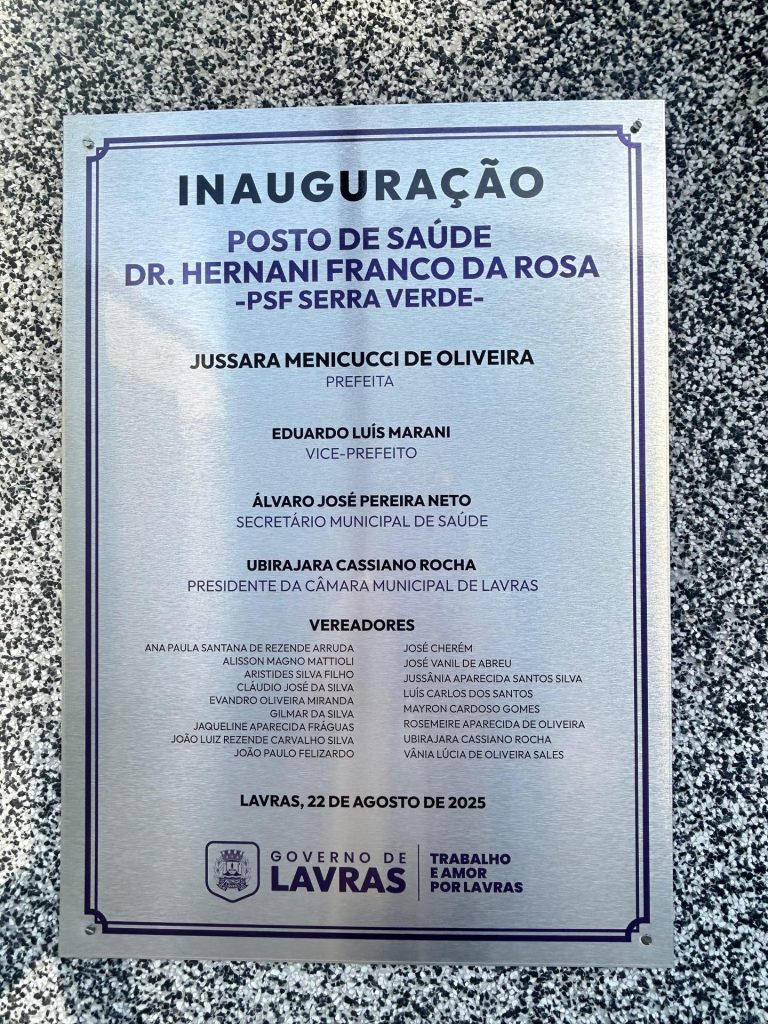 INAUGURAÇÃO
POSTO DE SAÚDE
DR. HERNANI FRANCO DA ROSA
-PSF SERRA VERDE-
JUSSARA MENICUCCI DE OLIVEIRA
PREFEITA
EDUARDO LUÍS MARANI
VICE-PREFEITO
ÁLVARO JOSÉ PEREIRA NETO
SECRETÁRIO MUNICIPAL DE SAÚDE
UBIRAJARA CASSIANO ROCHA
PRESIDENTE DA CÂMARA MUNICIPAL DE LAVRAS
VEREADORES
ANA PAULA SANTANA DE REZENDE ARRUDA
ALISSON MAGNO MATTIOLI
ARISTIDES SILVA FILHO
CLÁUDIO JOSÉ DA SILVA
EVANDRO OLIVEIRA MIRANDA
GILMAR DA SILVA
JAQUELINE APARECIDA FRÁGUAS
JOÃO LUIZ REZENDE CARVALHO SILVA
JOÃO PAULO FELIZARDO
JOSÉ CHERÉM
JOSÉ VANIL DE ABREU
JUSSÂNIA APARECIDA SANTOS SILVA
LUÍS CARLOS DOS SANTOS
MAYRON CARDOSO GOMES
ROSEMEIRE APARECIDA DE OLIVEIRA
UBIRAJARA CASSIANO ROCHA
VÂNIA LÚCIA DE OLIVEIRA SALES
LAVRAS, 22 DE AGOSTO DE 2025
GOVERNO DE
LAVRAS
TRABALHO
E AMOR
POR LAVRAS